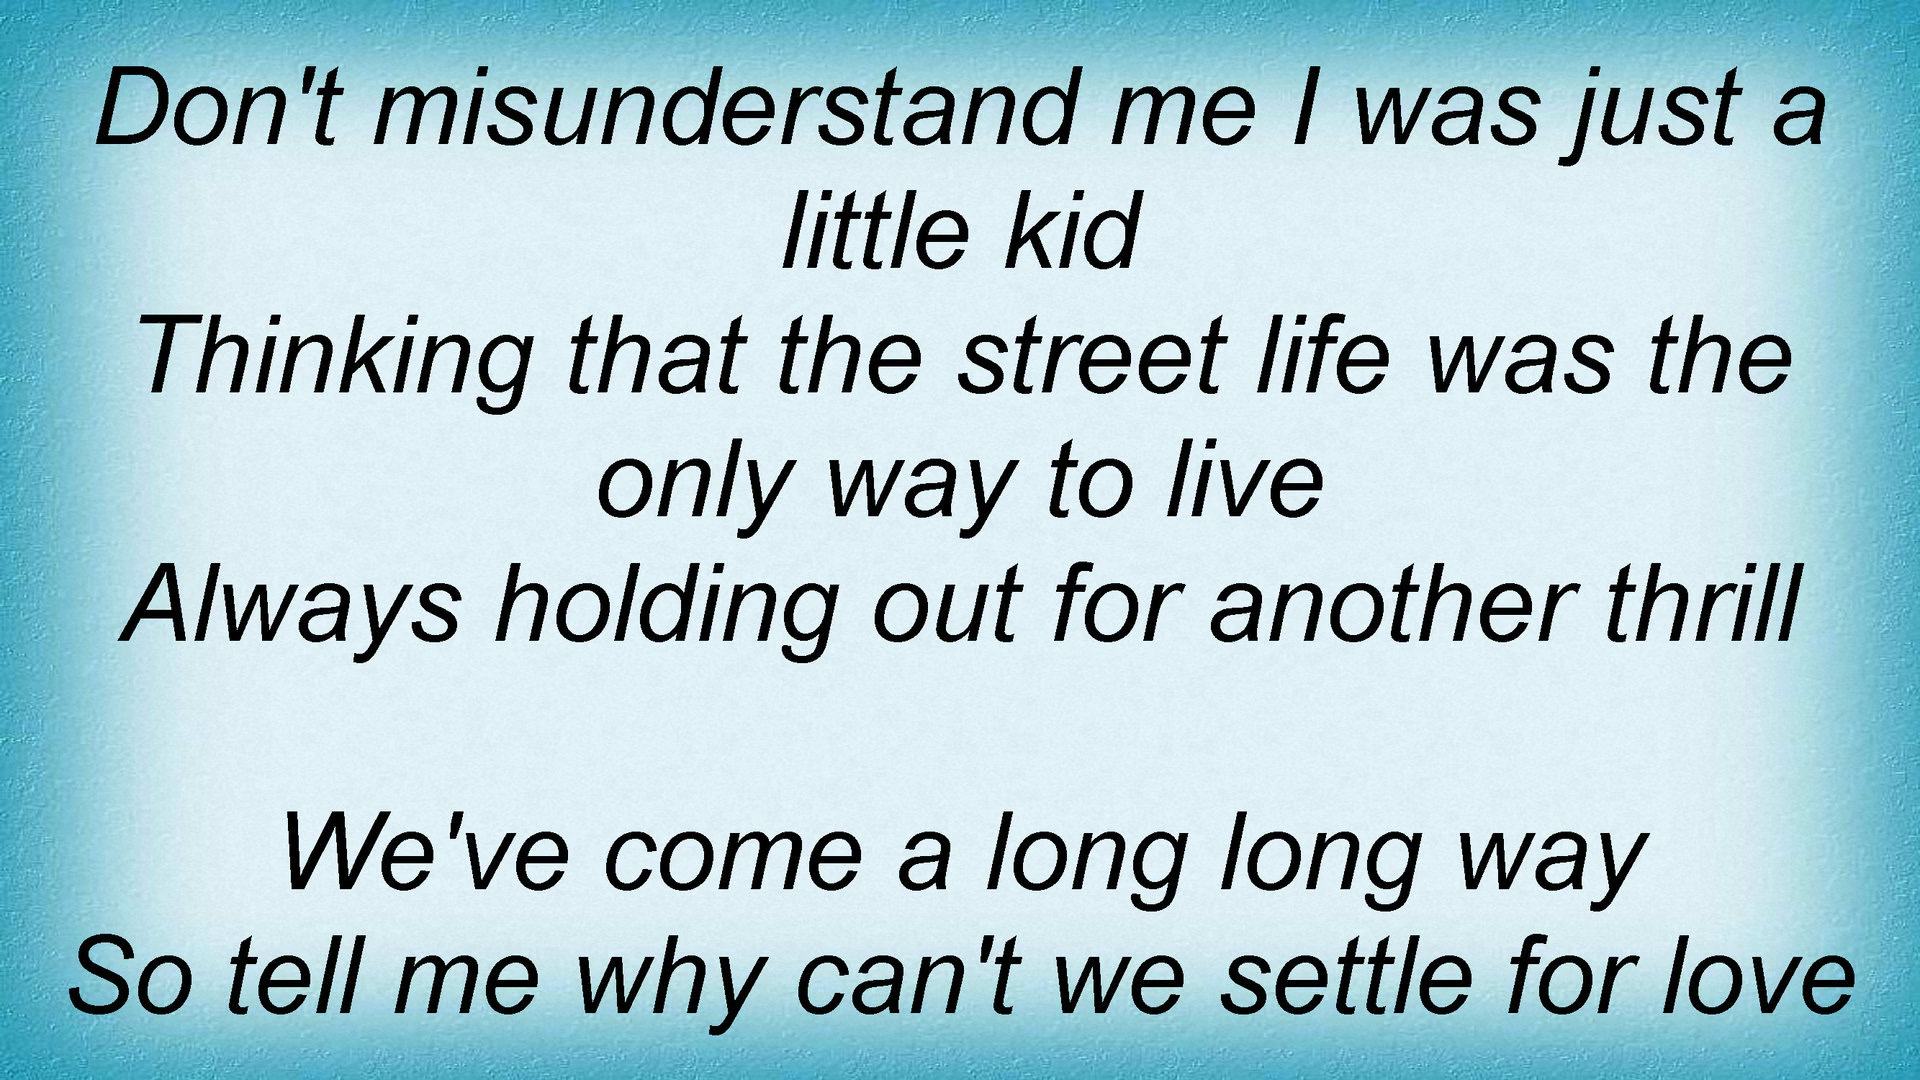 Don't misunderstand me I was just a
little kid
Thinking that the street life was the
only way to live
Always holding out for another thrill
We've come a long long way
So tell me why can't we settle for love